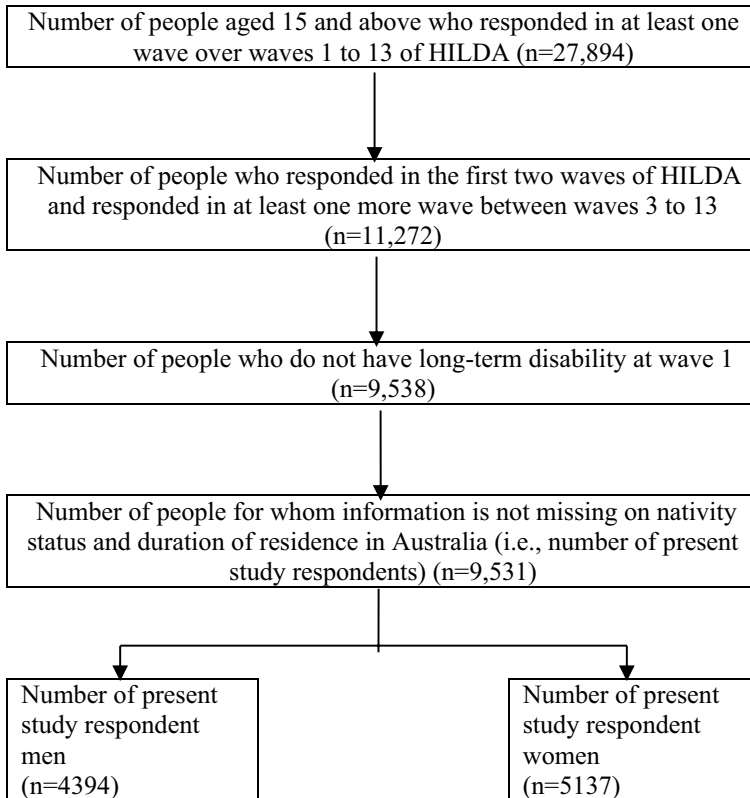 Number of people aged 15 and above who responded in at least one
wave over waves 1 to 13 of HILDA (n=27,894)
Number of people who responded in the first two waves of HILDA
and responded in at least one more wave between waves 3 to 13
(n=11,272)
Number of people who do not have long-term disability at wave 1
(n=9,538)
Number of people for whom information is not missing on nativity
status and duration of residence in Australia (i.e., number of present
study respondents) (n=9,531)
Number of present
study respondent
men
(n=4394)
Number of present
study respondent
women
(n=5137)